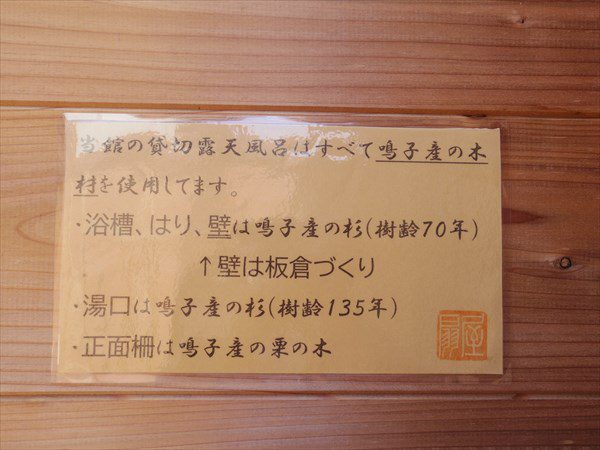 当館の貸切露天風呂はすべて鳴子産の木
材を使用してます。
・浴槽、はり、壁は鳴子産の杉(樹齢70年)
↑壁は板倉づくり
・湯口は鳴子産の杉(樹齢135年)
・正面柵は鳴子産の栗の木
扇屋